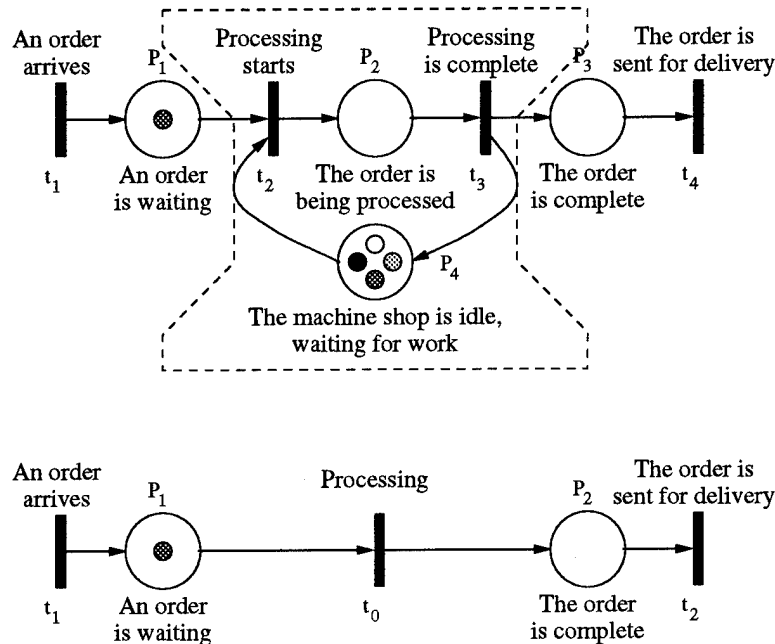 An order
arrives
P1
Processing
starts
P2
Processing
is complete
P3
The order is
sent for delivery
t1
An order
is waiting
t2
The order is
being processed
t3
The order
is complete
t4
P4
The machine shop is idle,
waiting for work
An order
arrives
P1
Processing
P2
The order is
sent for delivery
t1
An order
is waiting
t0
The order
is complete
t2